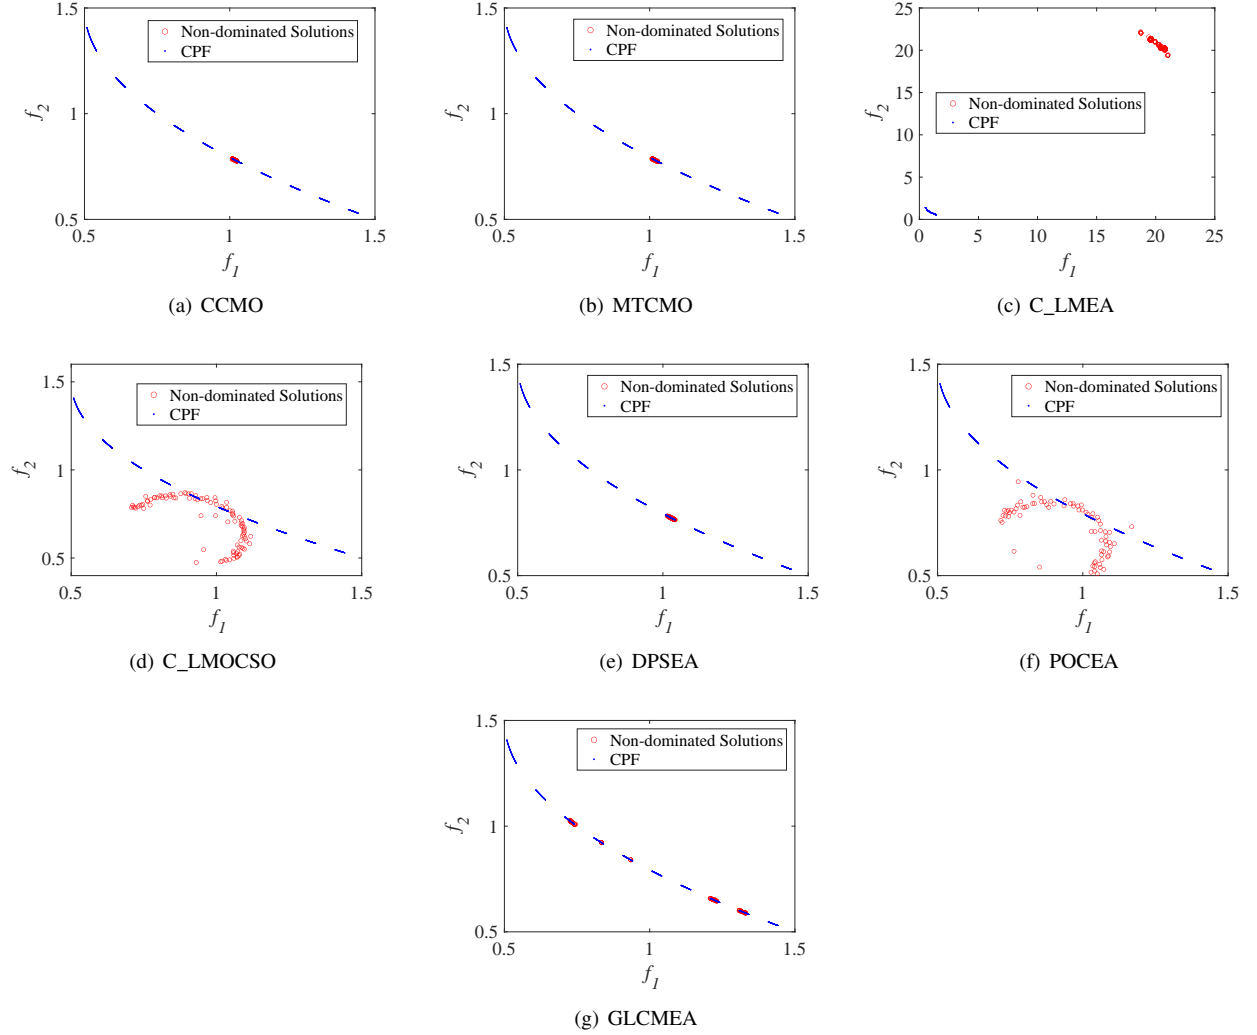 1.5
1
0.5
0.5
1
1.5
f2
f1
Non-dominated Solutions
CPF
(a) CCMO
1.5
1
0.5
0.5
1
1.5
f2
f1
Non-dominated Solutions
CPF
(b) MTCMO
25
20
15
10
5
0
0
5
10
15
20
25
f2
f1
Non-dominated Solutions
CPF
(c) C_LMEA
1.5
1
0.5
0.5
1
1.5
f2
f1
Non-dominated Solutions
CPF
(d) C_LMOCSO
1.5
1
0.5
0.5
1
1.5
f2
f1
Non-dominated Solutions
CPF
(e) DPSEA
1.5
1
0.5
0.5
1
1.5
f2
f1
Non-dominated Solutions
CPF
(f) POCEA
1.5
1
0.5
0.5
1
1.5
f2
f1
Non-dominated Solutions
CPF
(g) GLCMEA